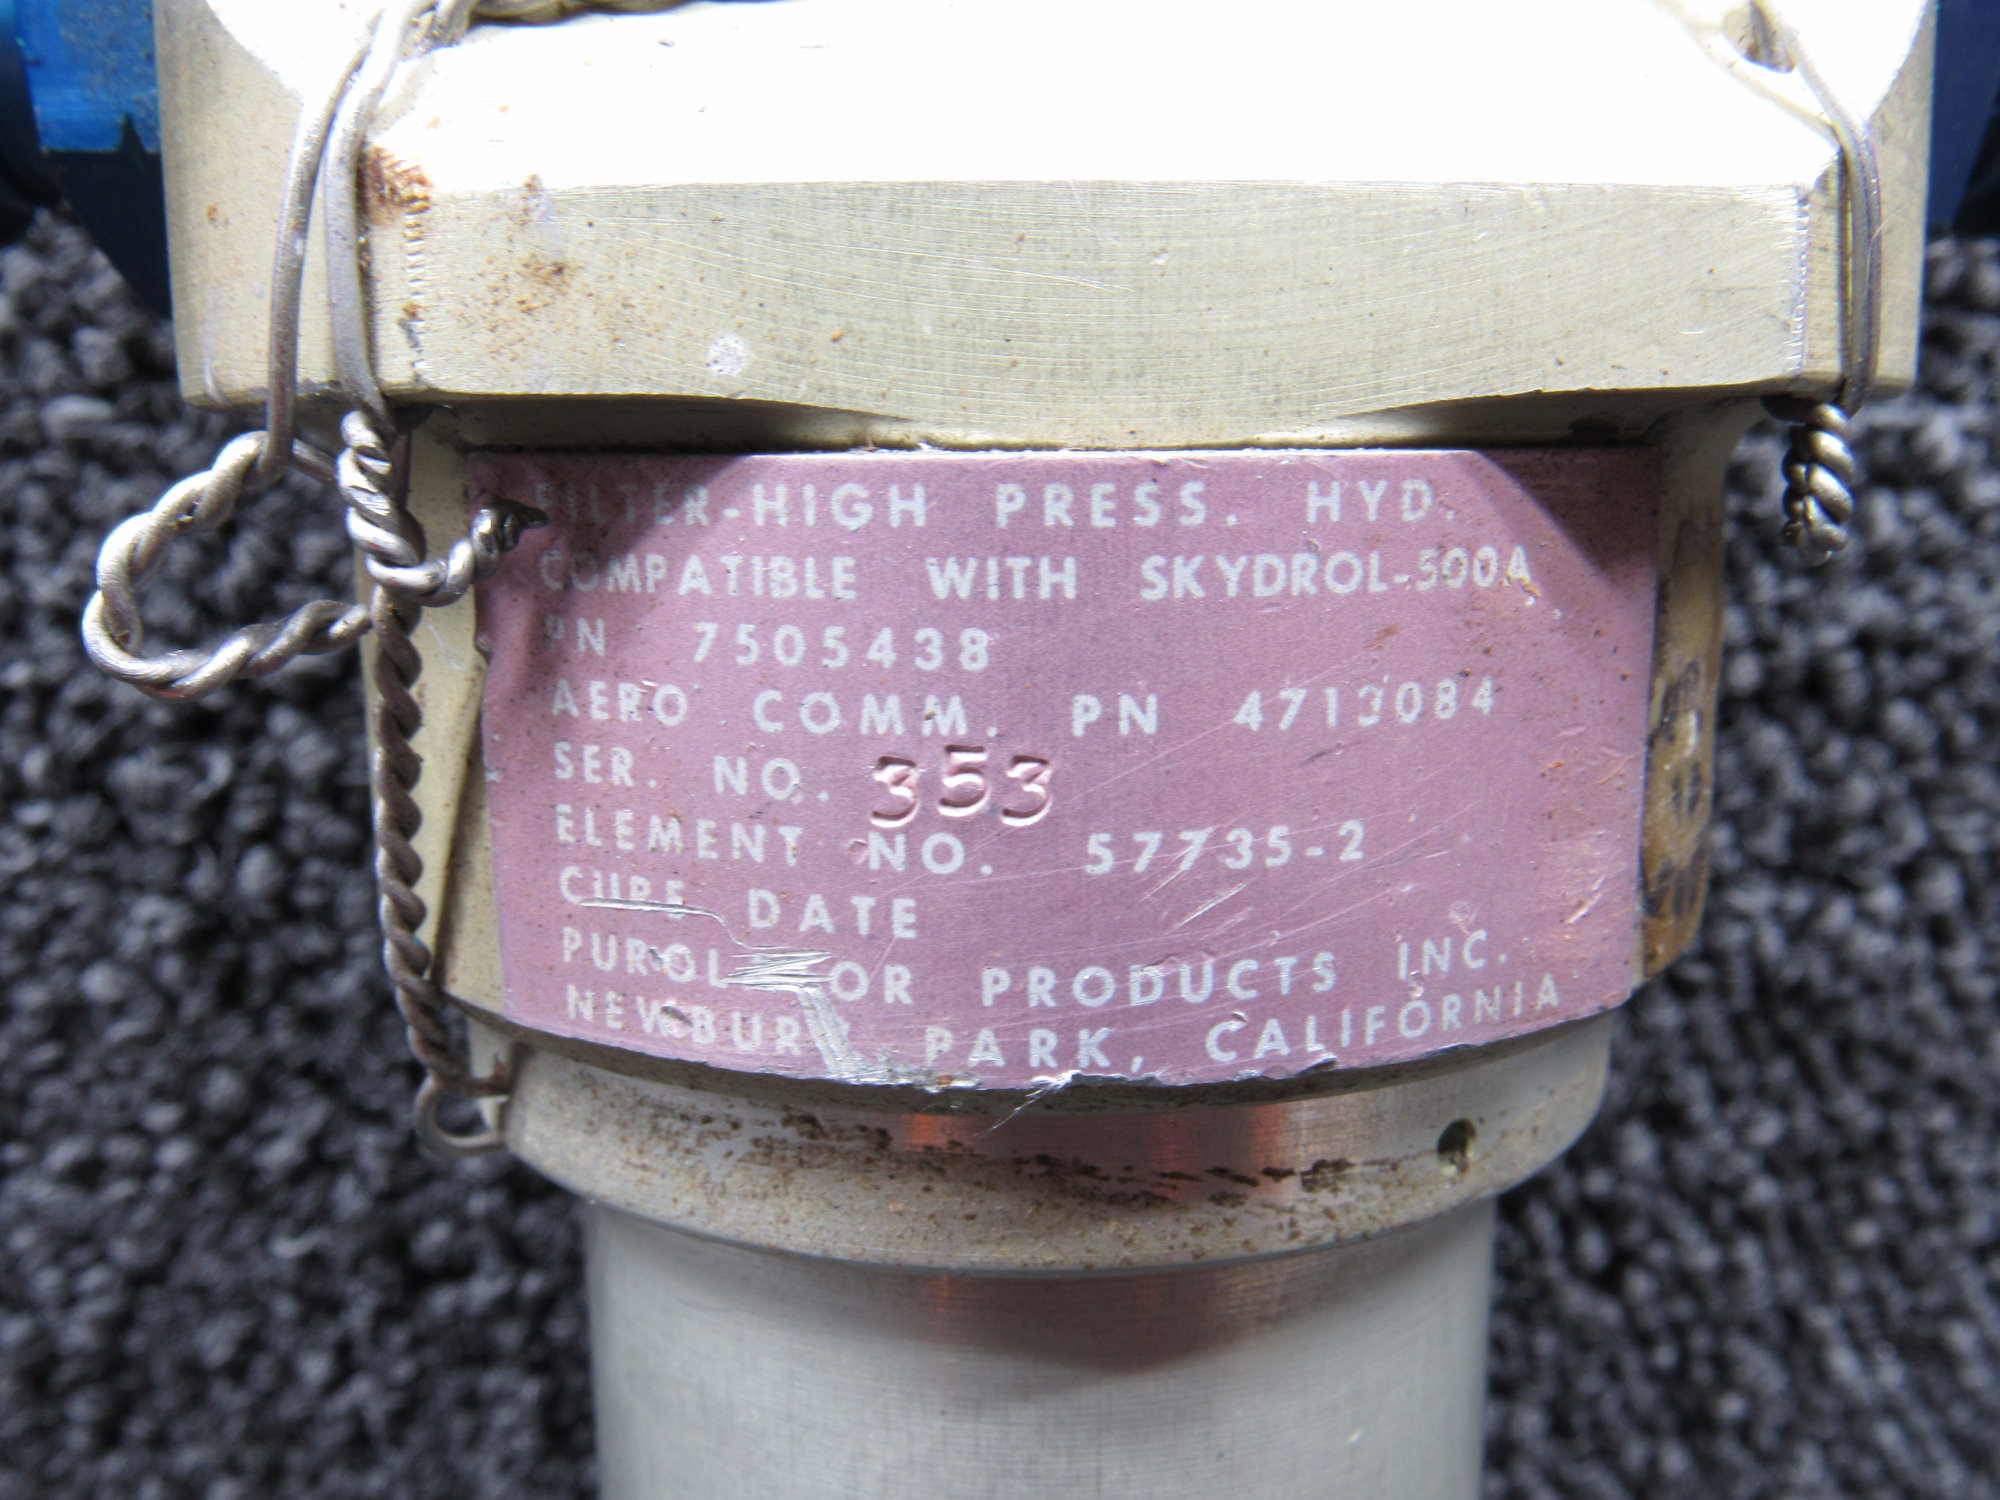 FILTER-HIGH PRESS. HYD.
COMPATIBLE WITH SKYDROL-500A
PN 7505438
AERO COMM. PN 4713084
SER. NO. 353
ELEMENT NO. 57735-2
CURE DATE
PUROLATOR PRODUCTS INC.
NEWBURY PARK, CALIFORNIA